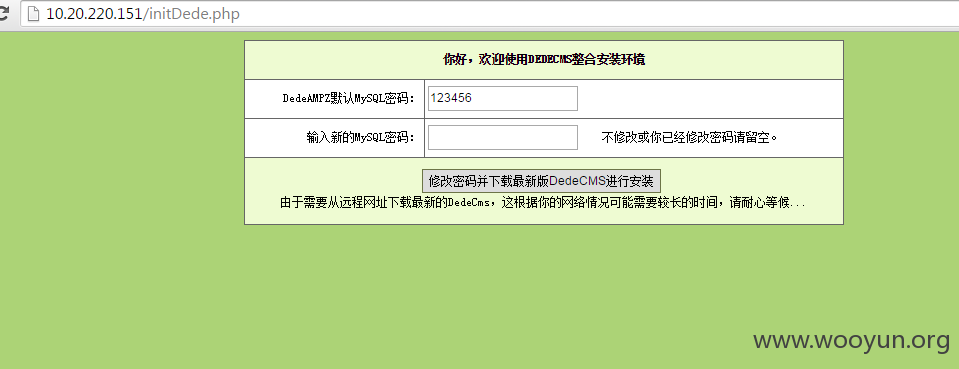 10.20.220.151/initDede.php
你好，欢迎使用DEDECMS整合安装环境
DedeAMPZ默认MySQL密码： 123456
输入新的MySQL密码： 不修改或你已经修改密码请留空。
修改密码并下载最新版DedeCMS进行安装
由于需要从远程网址下载最新的DedeCms，这根据你的网络情况可能需要较长的时间，请耐心等候...
www.wooyun.org